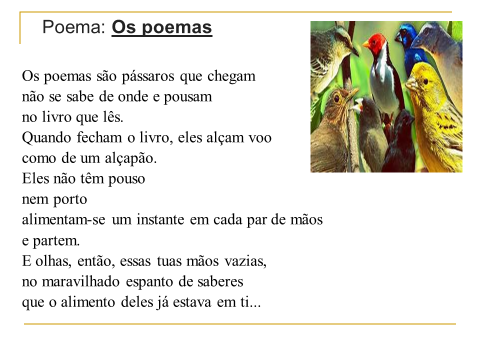 Poema: Os poemas
Os poemas são pássaros que chegam
não se sabe de onde e pousam
no livro que lês.
Quando fecham o livro, eles alçam voo
como de um alçapão.
Eles não têm pouso
nem porto
alimentam-se um instante em cada par de mãos
e partem.
E olhas, então, essas tuas mãos vazias,
no maravilhado espanto de saberes
que o alimento deles já estava em ti...